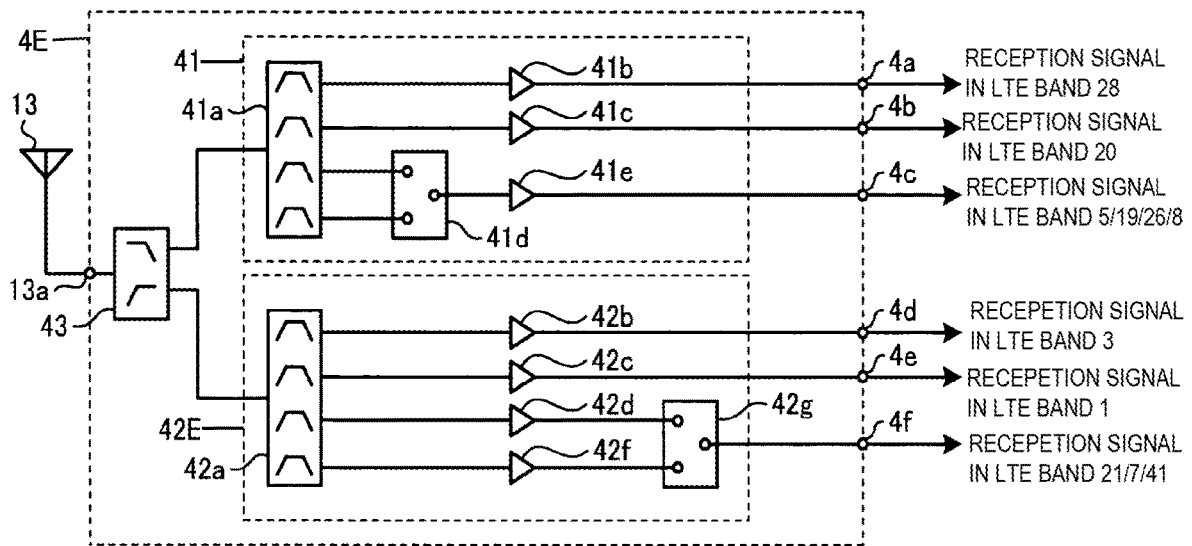 4E
41
41a
41b
4a
RECEPTION SIGNAL
IN LTE BAND 28
41c
4b
RECEPTION SIGNAL
IN LTE BAND 20
13
41e
4c
RECEPTION SIGNAL
IN LTE BAND 5/19/26/8
41d
13a
43
42b
4d
RECEPETION SIGNAL
IN LTE BAND 3
42c
4e
RECEPETION SIGNAL
IN LTE BAND 1
42E
42d
42g
4f
RECEPETION SIGNAL
IN LTE BAND 21/7/41
42a
42f